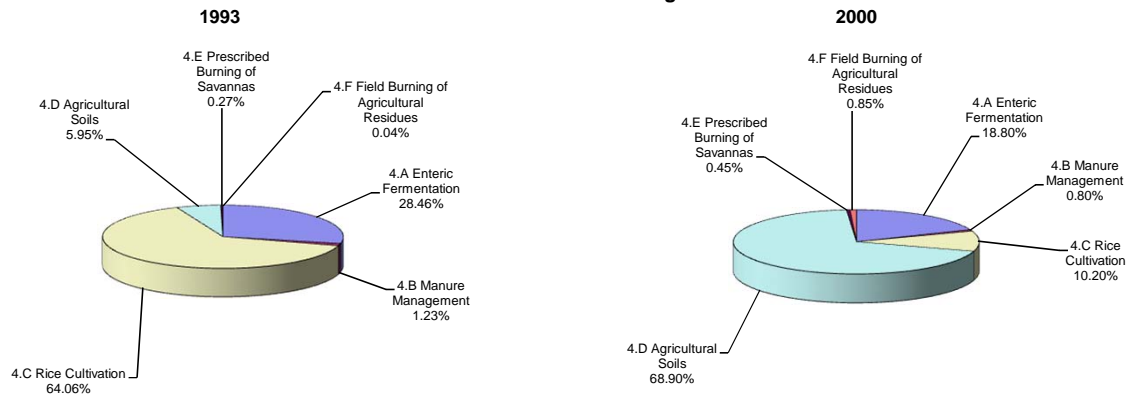 1993
4.E Prescribed
Burning of
Savannas
0.27%
4.F Field Burning of
Agricultural
Residues
0.04%
4.D Agricultural
Soils
5.95%
4.A Enteric
Fermentation
28.46%
4.B Manure
Management
1.23%
4.C Rice Cultivation
64.06%
2000
4.F Field Burning of
Agricultural
Residues
0.85%
4.A Enteric
Fermentation
18.80%
4.E Prescribed
Burning of
Savannas
0.45%
4.B Manure
Management
0.80%
4.C Rice
Cultivation
10.20%
4.D Agricultural
Soils
68.90%